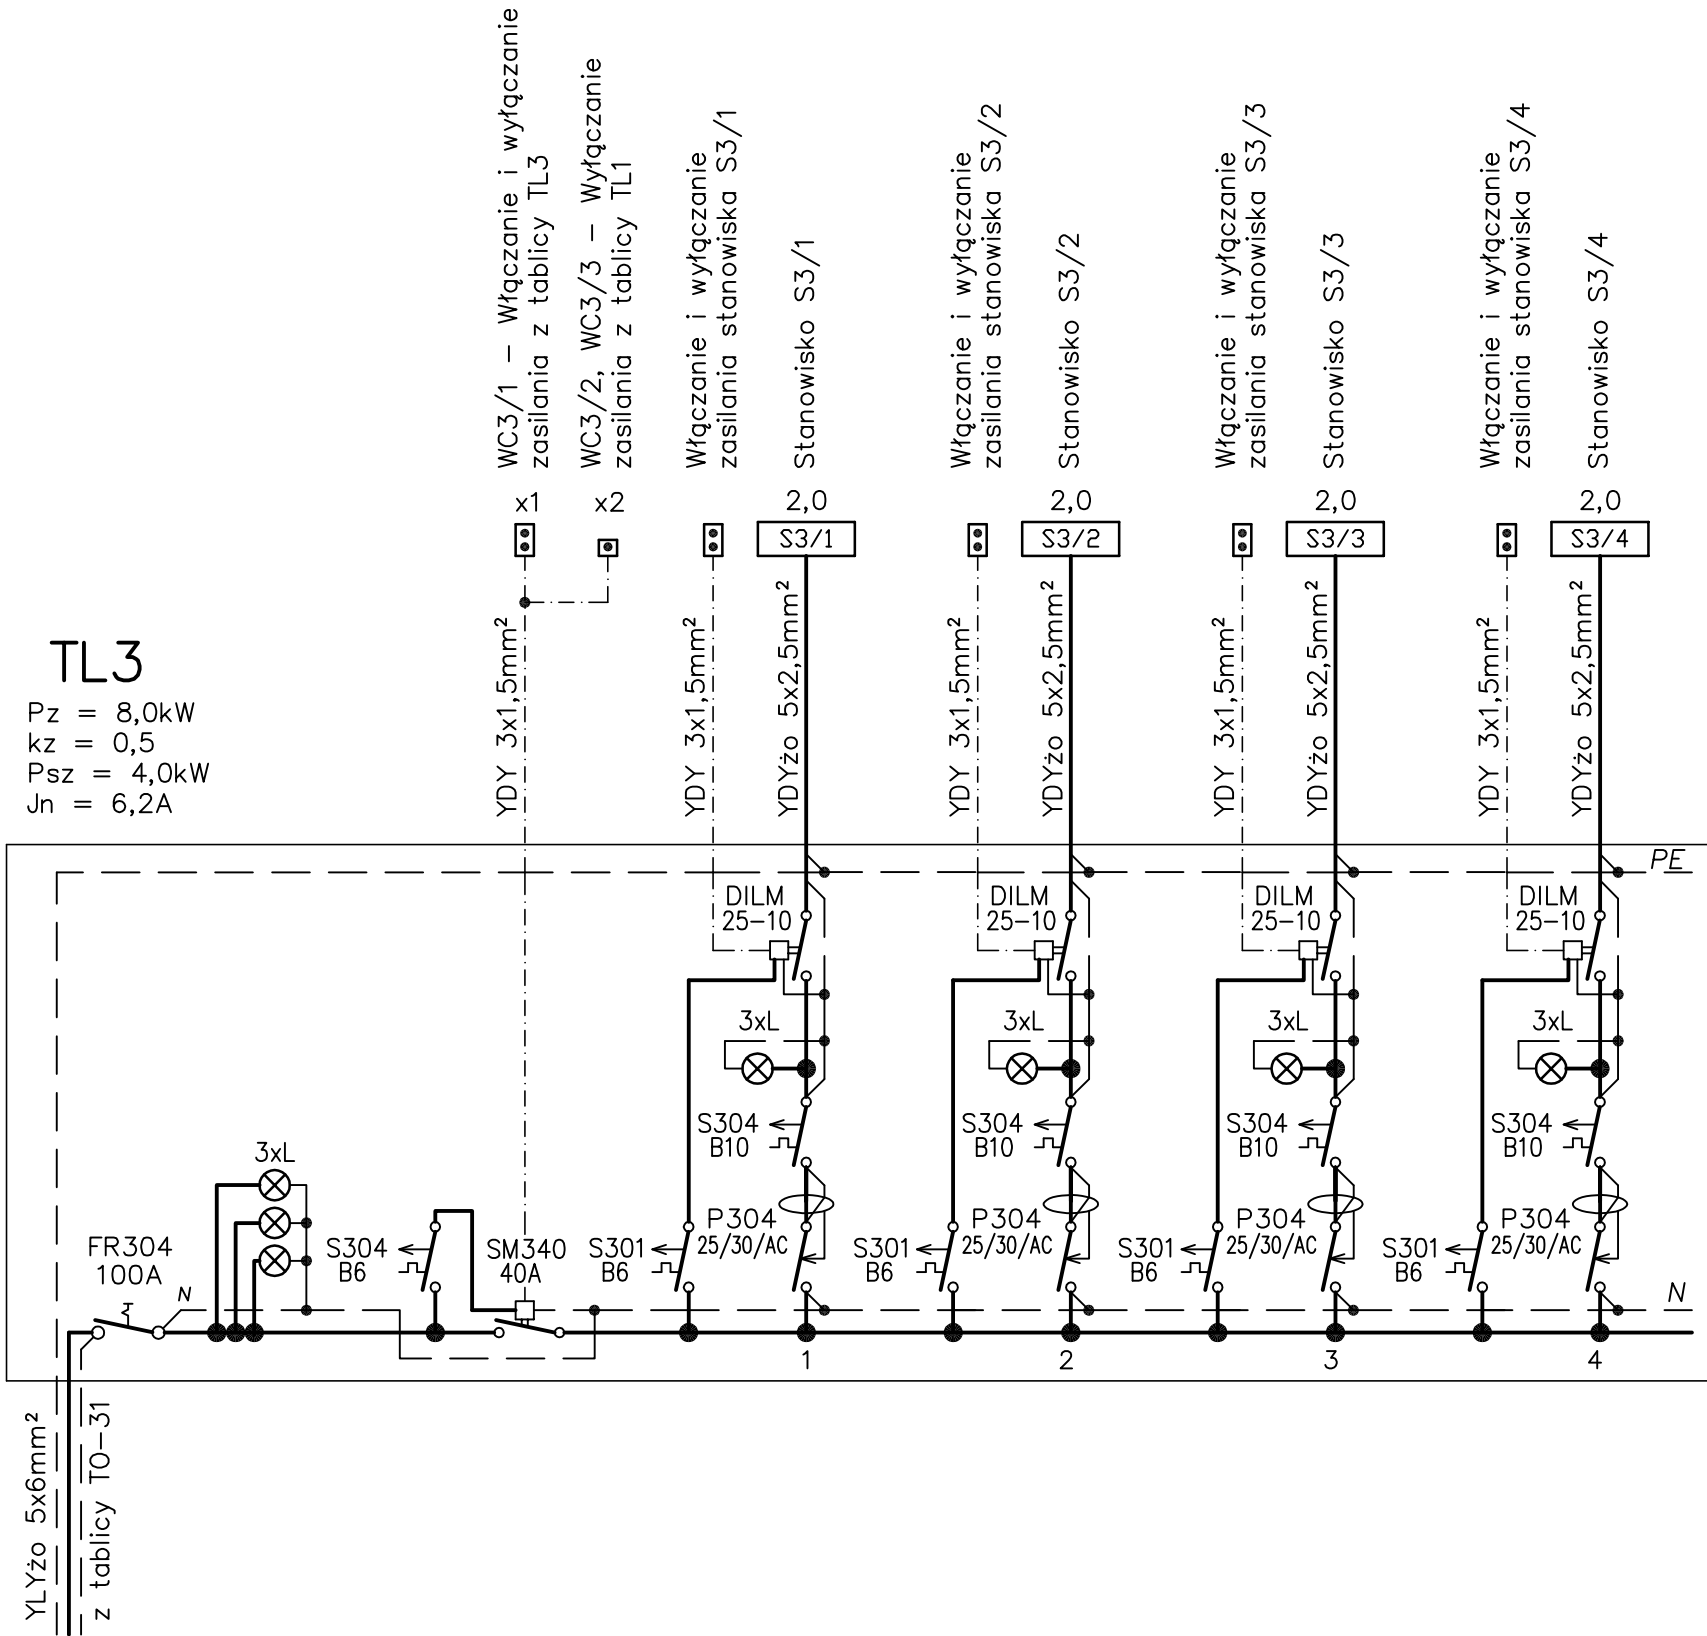 WC3/1 – Włączanie i wyłączanie
zasilania z tablicy TL3
WC3/2, WC3/3 – Wyłączanie
zasilania z tablicy TL1
Włączanie i wyłączanie
zasilania stanowiska S3/1
Stanowisko S3/1
Włączanie i wyłączanie
zasilania stanowiska S3/2
Stanowisko S3/2
Włączanie i wyłączanie
zasilania stanowiska S3/3
Stanowisko S3/3
Włączanie i wyłączanie
zasilania stanowiska S3/4
Stanowisko S3/4
x1
x2
2,0
2,0
2,0
2,0
S3/1
S3/2
S3/3
S3/4
TL3
Pz = 8,0kW
kz = 0,5
Psz = 4,0kW
Jn = 6,2A
YDY 3x1,5mm²
YDY 3x1,5mm²
YDYżo 5x2,5mm²
YDY 3x1,5mm²
YDYżo 5x2,5mm²
YDY 3x1,5mm²
YDYżo 5x2,5mm²
YDY 3x1,5mm²
YDYżo 5x2,5mm²
PE
DILM
25–10
DILM
25–10
DILM
25–10
DILM
25–10
3xL
3xL
3xL
3xL
S304
B10
S304
B10
S304
B10
S304
B10
3xL
FR304
100A
N
S304
B6
SM340
40A
S301
B6
P304
25/30/AC
S301
B6
P304
25/30/AC
S301
B6
P304
25/30/AC
S301
B6
P304
25/30/AC
N
1
2
3
4
YLYżo 5x6mm²
z tablicy TO–31